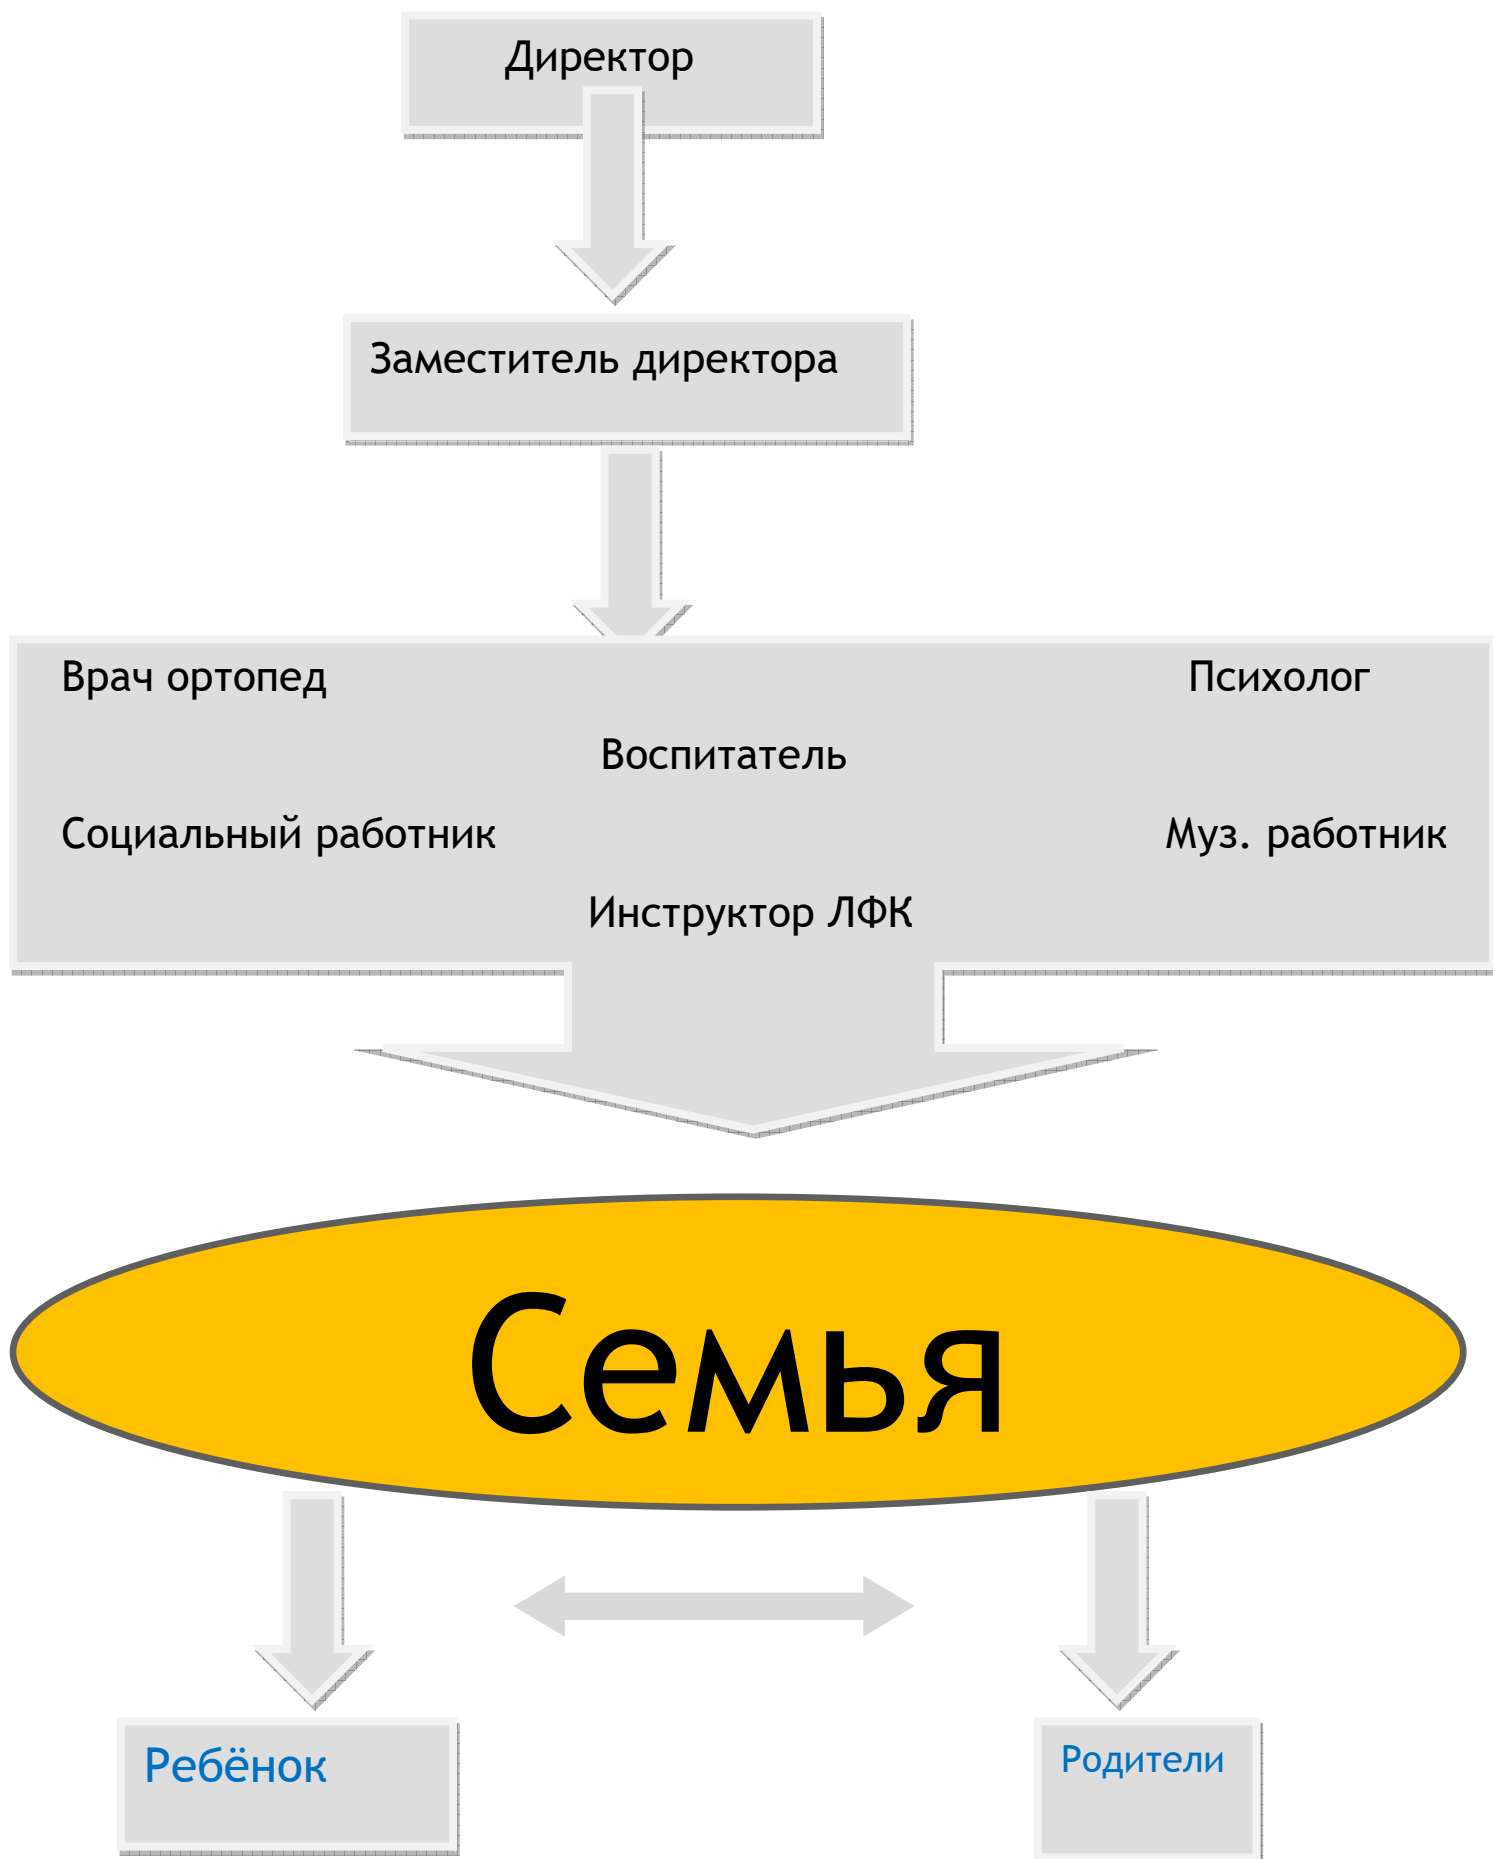 Директор
Заместитель директора
Врач ортопед Психолог
Воспитатель
Социальный работник Муз. работник
Инструктор ЛФК
Семья
Ребёнок Родители